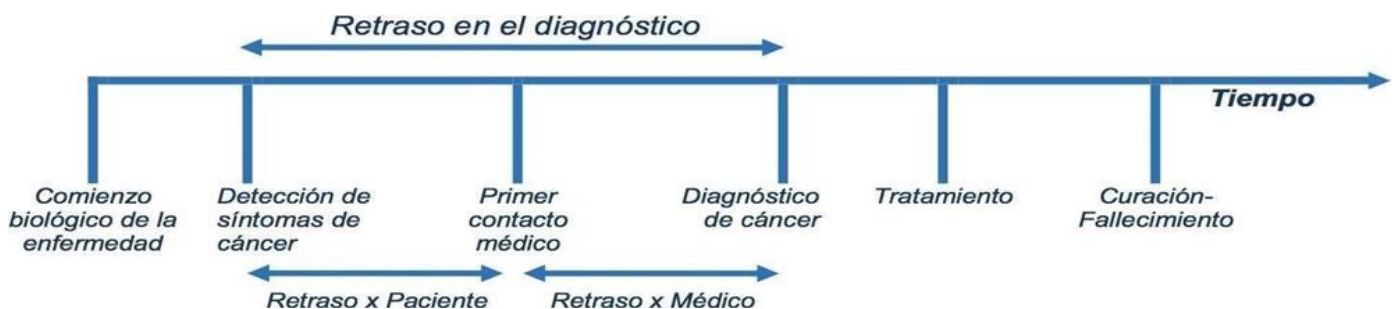 Retraso en el diagnóstico
Tiempo
Comienzo
biológico de la
enfermedad
Detección de
síntomas de
cáncer
Primer
contacto
médico
Diagnóstico
de cáncer
Tratamiento
Curación-
Fallecimiento
Retraso x Paciente
Retraso x Médico